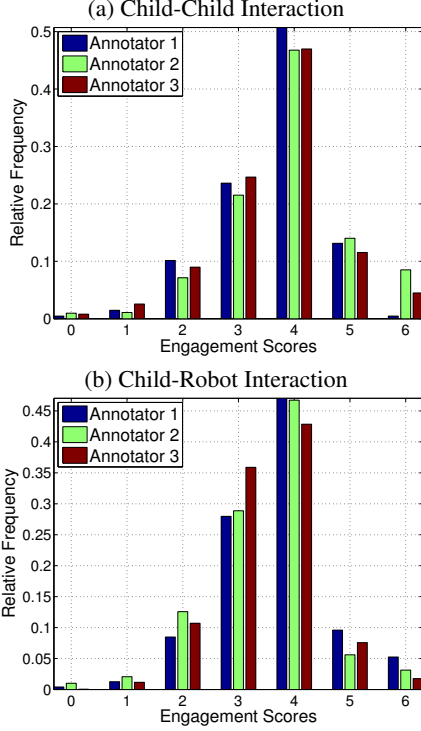 (a) Child-Child Interaction
0.5
0.4
0.3
0.2
0.1
0
Relative Frequency
Annotator 1
Annotator 2
Annotator 3
0 1 2 3 4 5 6
Engagement Scores
(b) Child-Robot Interaction
0.45
0.4
0.35
0.3
0.25
0.2
0.15
0.1
0.05
0
Relative Frequency
Annotator 1
Annotator 2
Annotator 3
0 1 2 3 4 5 6
Engagement Scores